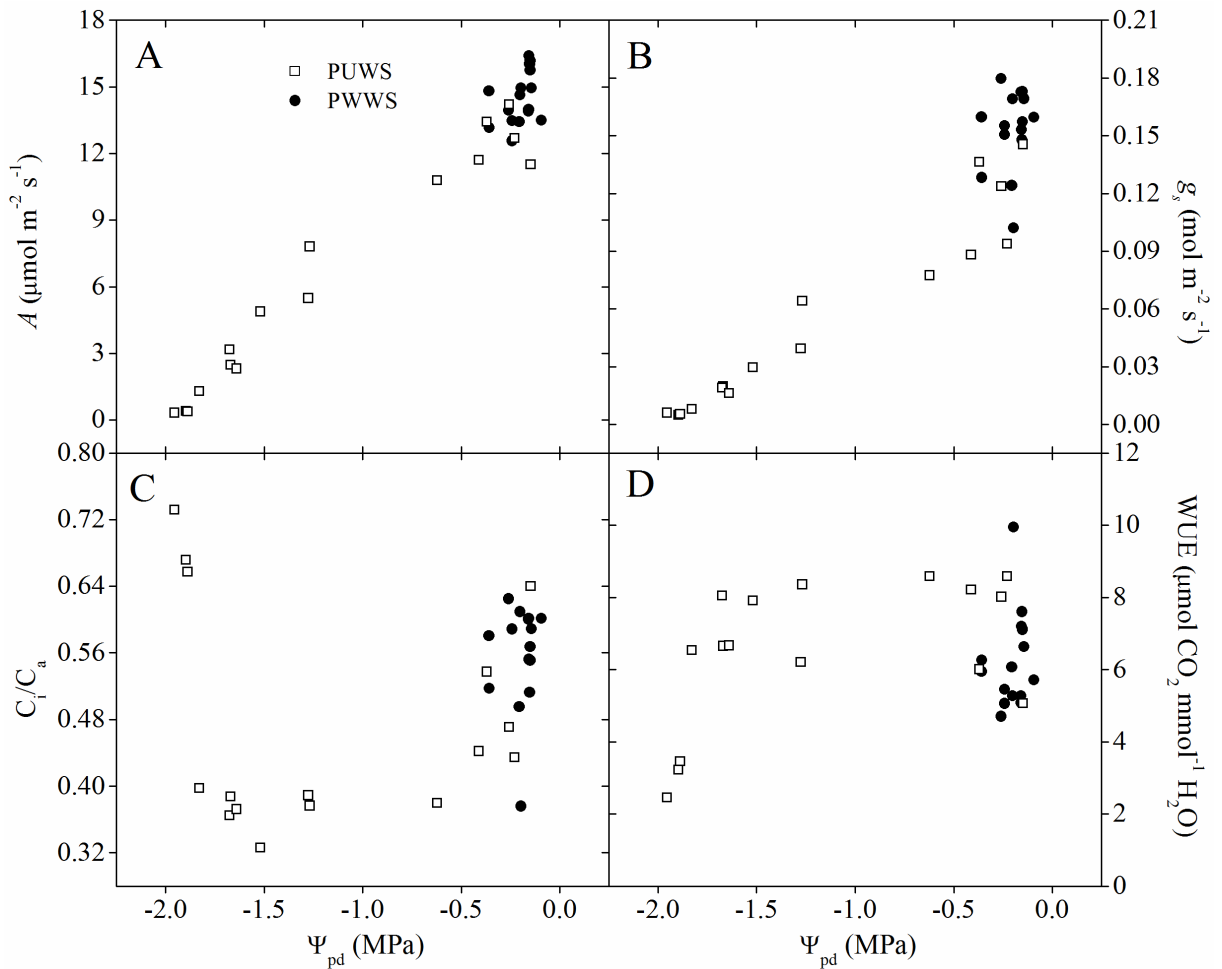 A
PUWS
PWWS
18
15
12
9
6
3
0
A (μmol m⁻² s⁻¹)
B
0.21
0.18
0.15
0.12
0.09
0.06
0.03
0.00
gₛ (mol m⁻² s⁻¹)
C
0.80
0.72
0.64
0.56
0.48
0.40
0.32
Cᵢ/Cₐ
-2.0 -1.5 -1.0 -0.5 0.0
Ψpd (MPa)
D
12
10
8
6
4
2
0
WUE (μmol CO₂ mmol⁻¹ H₂O)
-2.0 -1.5 -1.0 -0.5 0.0
Ψpd (MPa)